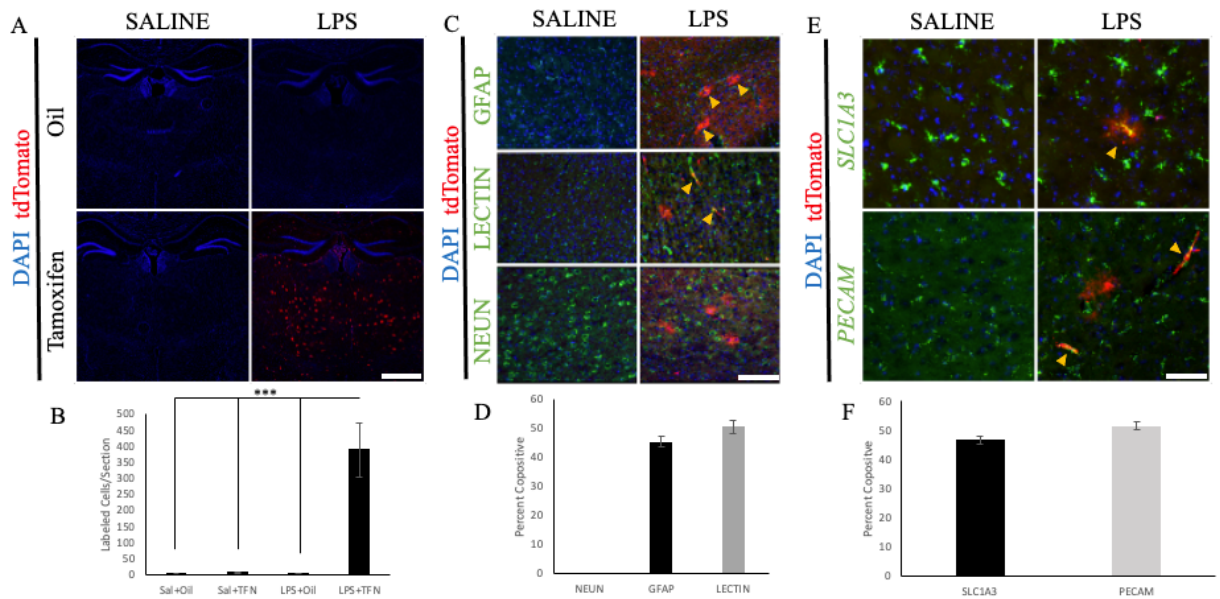 A
SALINE
LPS
DAPI tdTomato
Oil
Tamoxifen
B
***
Labeled Cells/Section
500
450
400
350
300
250
200
150
100
50
0
Sal+Oil
Sal+TFN
LPS+Oil
LPS+TFN
C
SALINE
LPS
DAPI tdTomato
GFAP
LECTIN
NEUN
D
Percent Copositive
60
50
40
30
20
10
0
NEUN
GFAP
LECTIN
E
SALINE
LPS
DAPI tdTomato
SLC1A3
PECAM
F
Percent Copositve
60
50
40
30
20
10
0
SLC1A3
PECAM